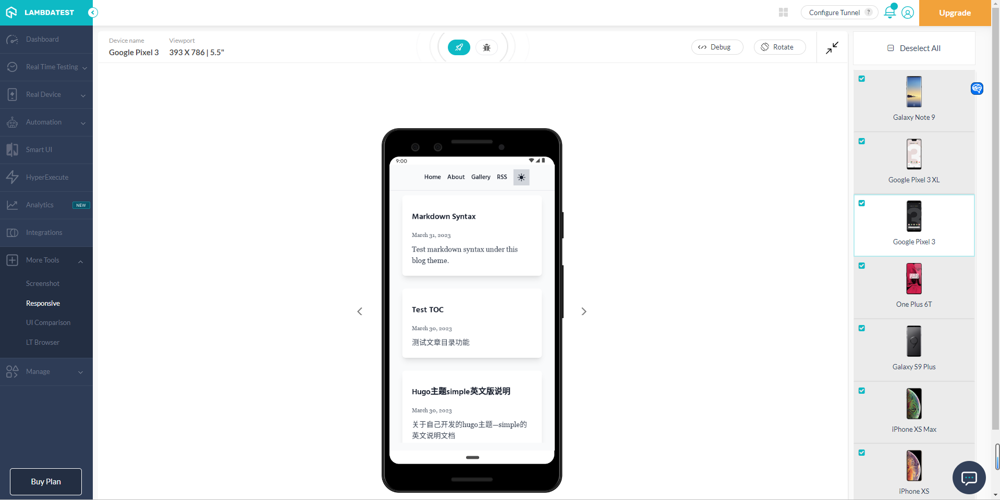 LAMBDATEST
Configure Tunnel ?
Upgrade
Dashboard
Real Time Testing
Real Device
Automation
Smart UI
HyperExecute
Analytics NEW
Integrations
More Tools
Screenshot
Responsive
UI Comparison
LT Browser
Manage
Buy Plan
Device name
Google Pixel 3
Viewport
393 X 786 | 5.5"
Debug
Rotate
9:00
Home About Gallery RSS
Markdown Syntax
March 31, 2023
Test markdown syntax under this
blog theme.
Test TOC
March 30, 2023
测试文章目录功能
Hugo主题simple英文版说明
March 30, 2023
关于自己开发的hugo主题—simple的
英文说明文档
Deselect All
Galaxy Note 9
Google Pixel 3 XL
Google Pixel 3
One Plus 6T
Galaxy S9 Plus
iPhone XS Max
iPhone XS